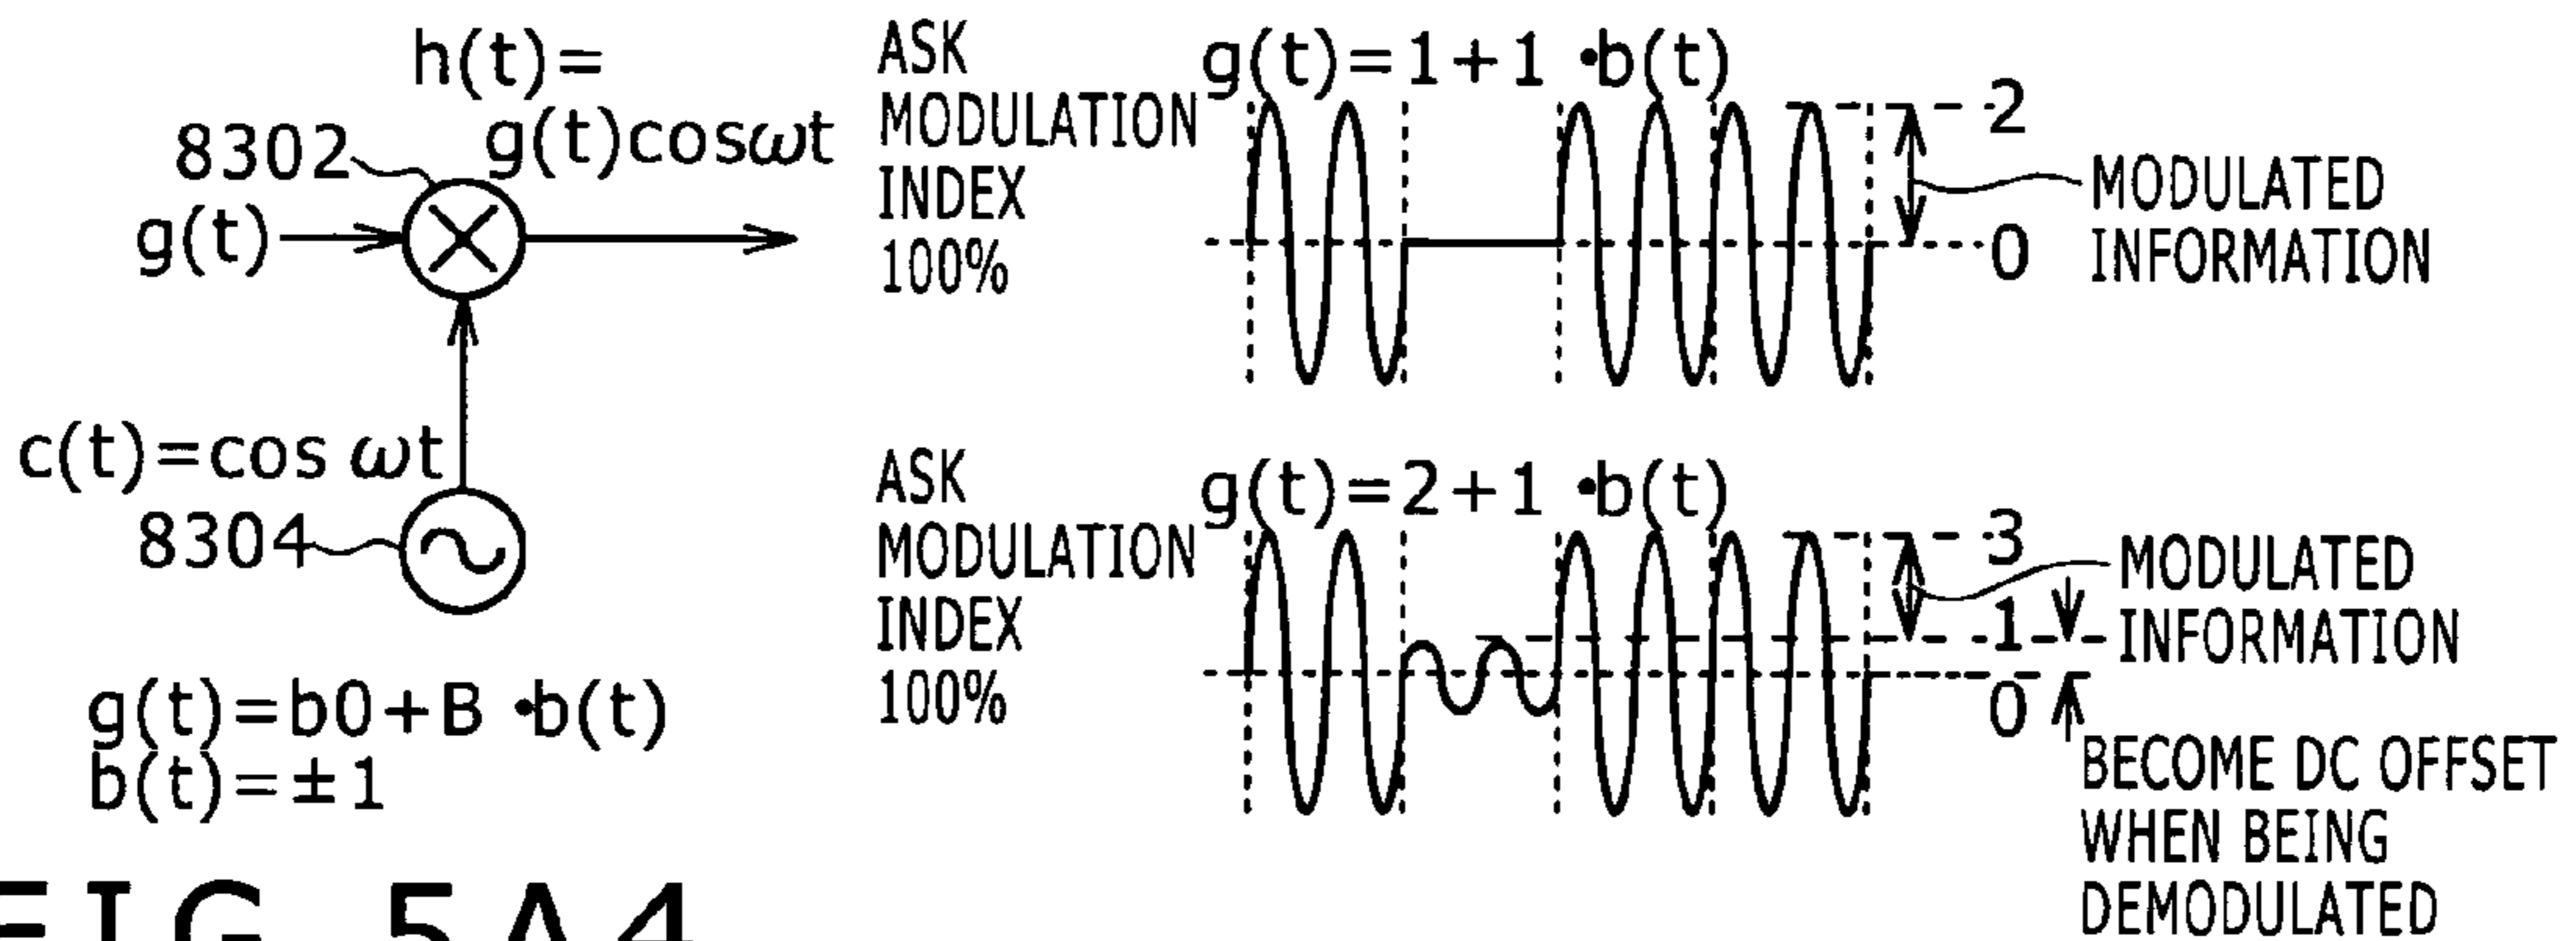 h(t)=
g(t)cosωt
8302
g(t)
c(t)=cos ωt
8304
g(t)=b0+B •b(t)
b(t)=±1
ASK
MODULATION
INDEX
100%
g(t)=1+1 •b(t)
2
0
MODULATED
INFORMATION
ASK
MODULATION
INDEX
100%
g(t)=2+1 •b(t)
3
1
0
MODULATED
INFORMATION
BECOME DC OFFSET
WHEN BEING
DEMODULATED
FIG 5A4